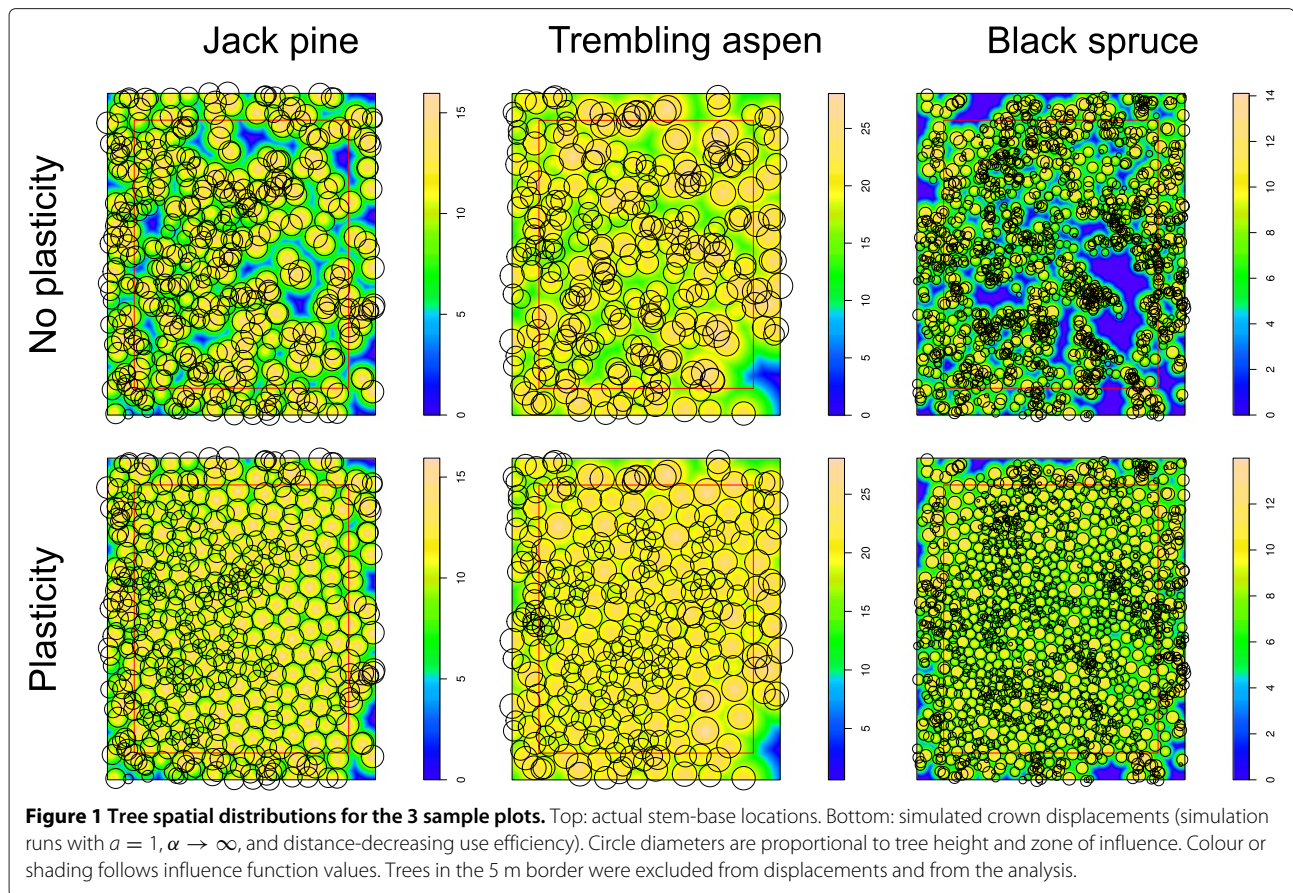 Jack pine
Trembling aspen
Black spruce
No plasticity
0 5 10 15
0 5 10 15 20 25
0 2 4 6 8 10 12 14
Plasticity
0 5 10 15
5 10 15 20 25
0 2 4 6 8 10 12
Figure 1 Tree spatial distributions for the 3 sample plots. Top: actual stem-base locations. Bottom: simulated crown displacements (simulation
runs with a = 1, α → ∞, and distance-decreasing use efficiency). Circle diameters are proportional to tree height and zone of influence. Colour or
shading follows influence function values. Trees in the 5 m border were excluded from displacements and from the analysis.